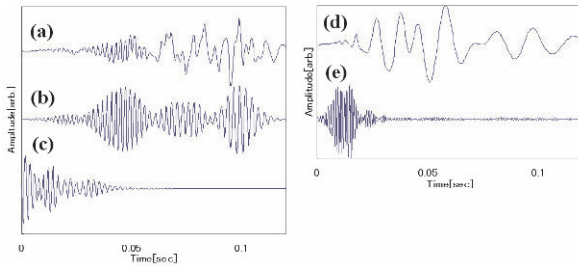 (a)
(b)
(c)
Amplitude[arb.]
0
0.05
0.1
Time[sec]
(d)
(e)
Amplitude[arb.]
0
0.05
0.1
Time[sec]